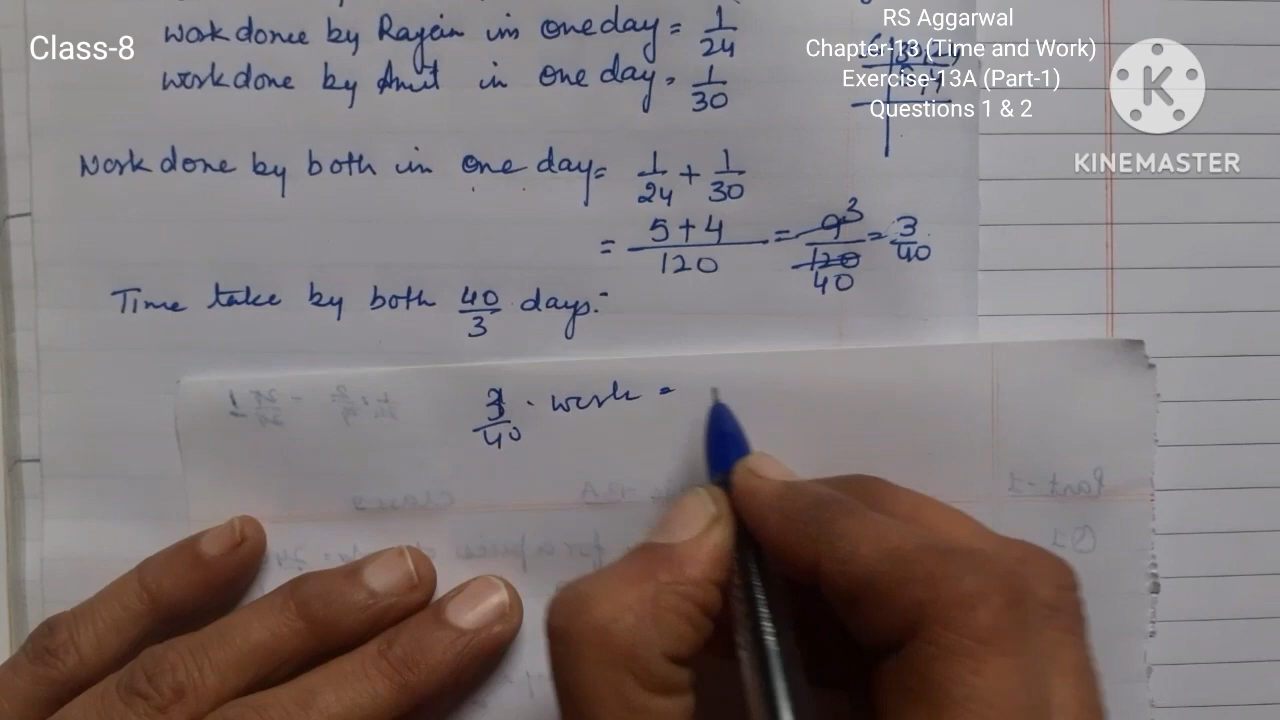 Class-8
RS Aggarwal
Chapter-13 (Time and Work)
Exercise-13A (Part-1)
Questions 1 & 2
KINEMASTER
work done by Rajan in one day = 1/24
work done by Amit in one day = 1/30
Work done by both in one day = 1/24 + 1/30
= 5+4/120 = 9/120 3/40 = 3/40
Time take by both 40/3 days.
3/40 . work =